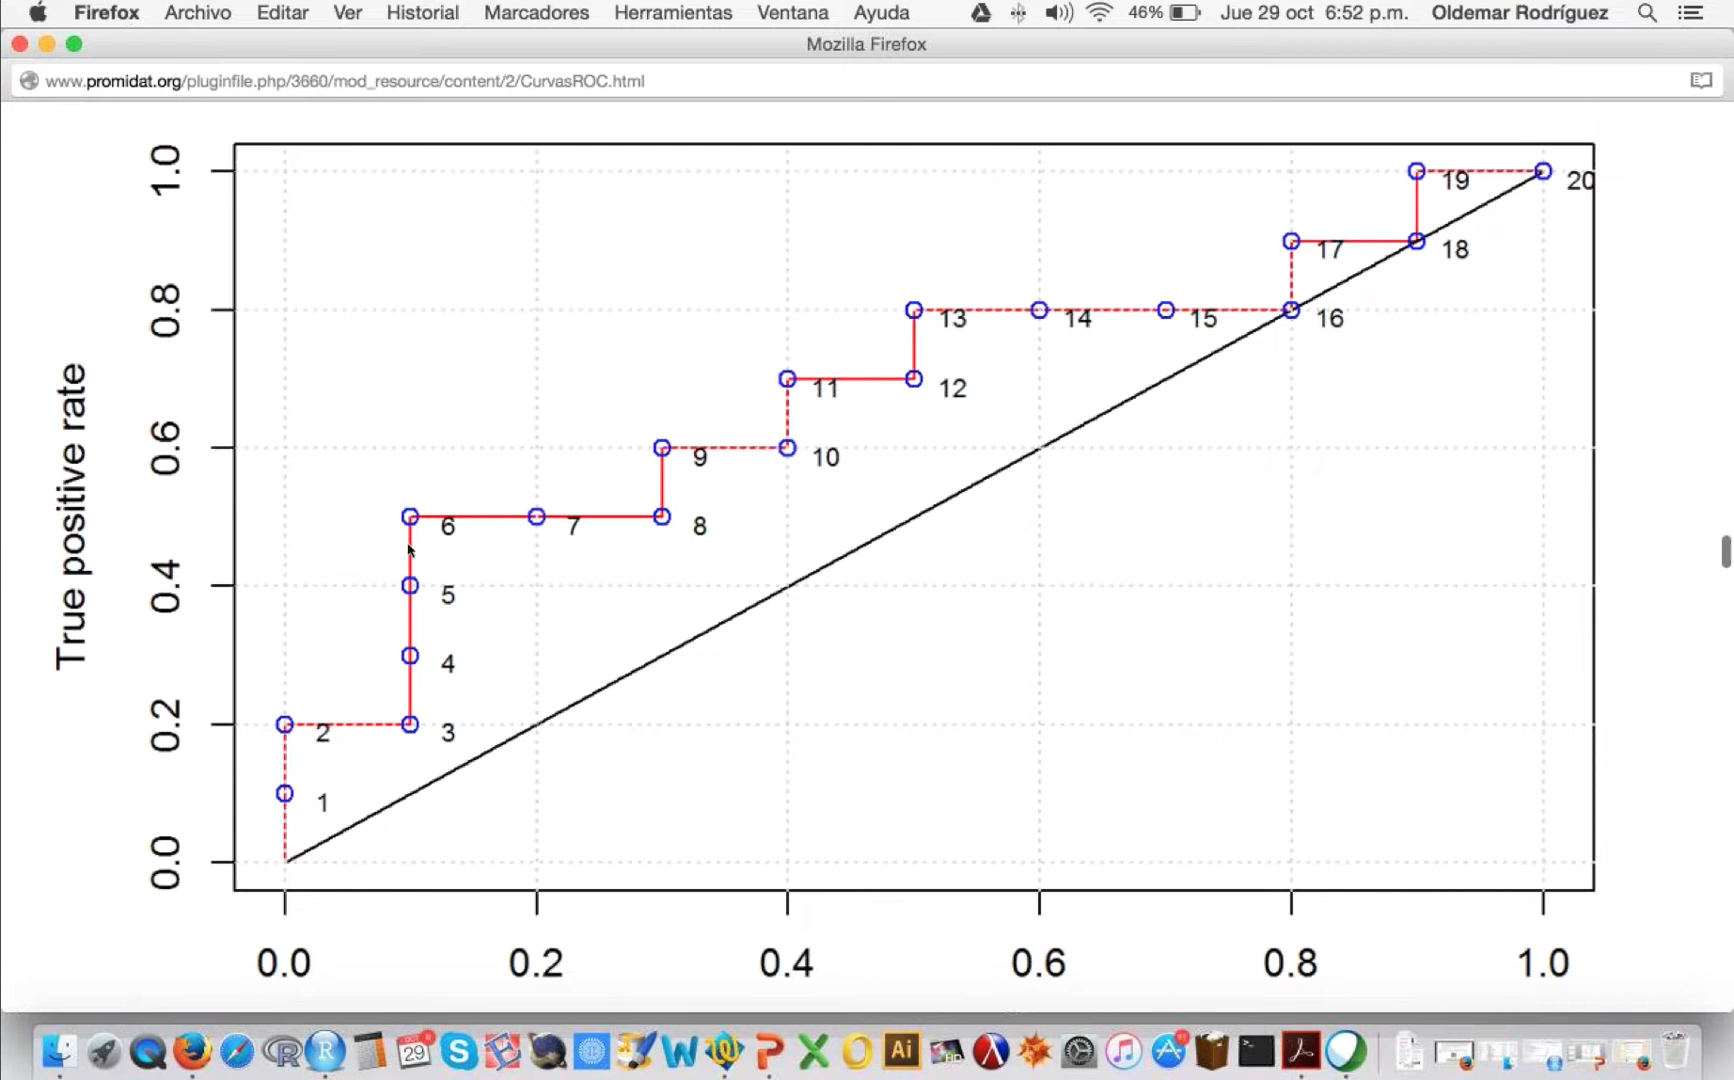 Firefox Archivo Editar Ver Historial Marcadores Herramientas Ventana Ayuda 46% Jue 29 oct 6:52 p.m. Oldemar Rodríguez
Mozilla Firefox
www.promidat.org/pluginfile.php/3660/mod_resource/content/2/CurvasROC.html
True positive rate
1.0
0.8
0.6
0.4
0.2
0.0
19 20
17 18
13 14 15 16
11 12
9 10
6 7 8
5
4
2 3
1
0.0 0.2 0.4 0.6 0.8 1.0
29
Ai